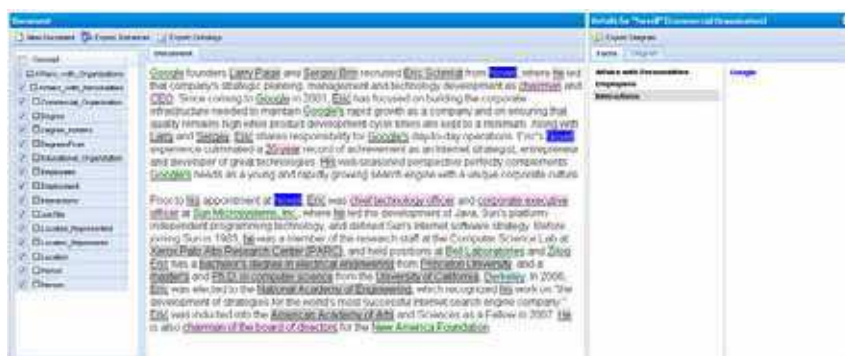 Document
Details for "Novell" [Commercial Organization]
New Document Export Instances Export Ontology
Export Diagram
Concept
Affairs_with_Organizations
Affairs_with_Personalities
Commercial_Organization
Degree
Degree_Holders
DegreeFrom
Educational_Organization
Employees
Employment
Interactions
JobTitle
Location_Represented
Location_Represents
Location
Period
Person
Document
Google founders Larry Page and Sergey Brin recruited Eric Schmidt from Novell, where he led
that company's strategic planning, management and technology development as chairman and
CEO. Since coming to Google in 2001, Eric has focused on building the corporate
infrastructure needed to maintain Google's rapid growth as a company and on ensuring that
quality remains high while product development cycle times are kept to a minimum. Along with
Larry and Sergey, Eric shares responsibility for Google's day-to-day operations. Eric's Novell
experience culminated a 20-year record of achievement as an Internet strategist, entrepreneur
and developer of great technologies. His well-seasoned perspective perfectly complements
Google's needs as a young and rapidly growing search engine with a unique corporate culture.
Prior to his appointment at Novell, Eric was chief technology officer and corporate executive
officer at Sun Microsystems, Inc., where he led the development of Java, Sun's platform-
independent programming technology, and defined Sun's Internet software strategy. Before
joining Sun in 1983, he was a member of the research staff at the Computer Science Lab at
Xerox Palo Alto Research Center (PARC), and held positions at Bell Laboratories and Zilog.
Eric has a bachelor's degree in electrical engineering from Princeton University, and a
master's and Ph.D. in computer science from the University of California, Berkeley. In 2006,
Eric was elected to the National Academy of Engineering, which recognized his work on "the
development of strategies for the world's most successful Internet search engine company."
Eric was inducted into the American Academy of Arts and Sciences as a Fellow in 2007. He
is also chairman of the board of directors for the New America Foundation.
Facts Diagram
Affairs with Personalities
Employees
Interactions
Google